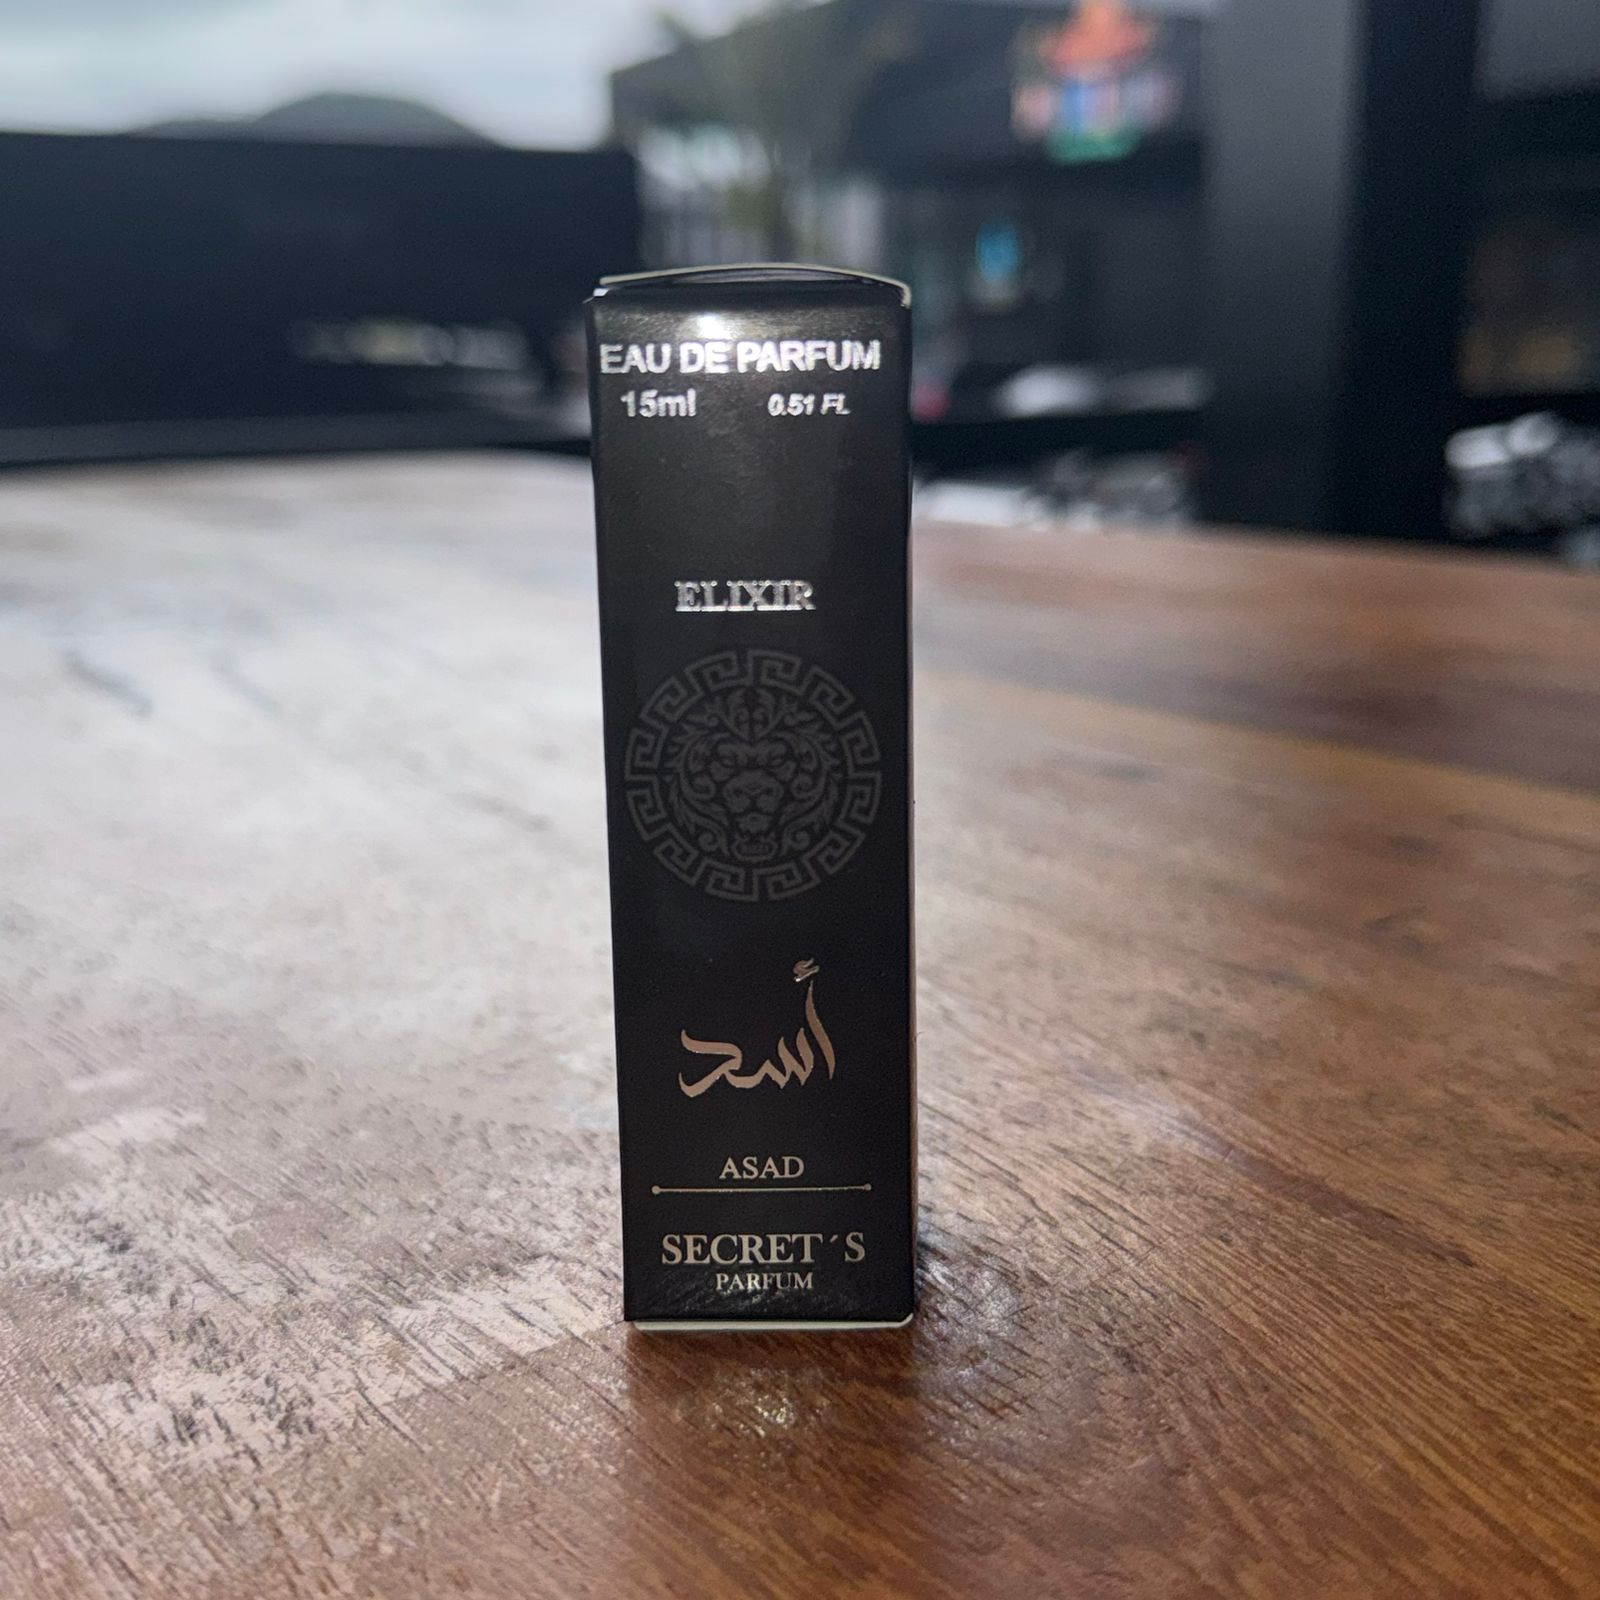 EAU DE PARFUM
15ml 0.51 FL
ELIXIR
أسد
ASAD
SECRET´S
PARFUM